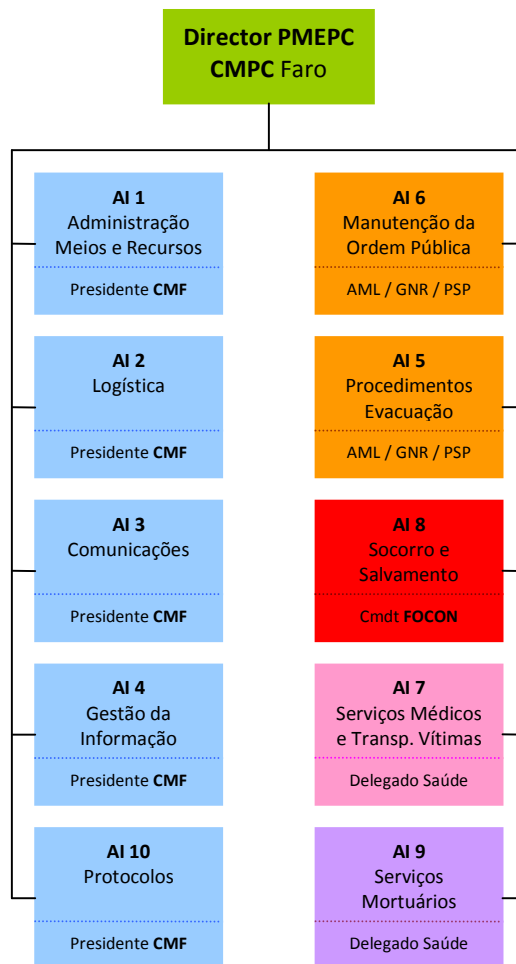 Director PMEPC
CMPC Faro
AI 1
Administração
Meios e Recursos
Presidente CMF
AI 2
Logística
Presidente CMF
AI 3
Comunicações
Presidente CMF
AI 4
Gestão da
Informação
Presidente CMF
AI 10
Protocolos
Presidente CMF
AI 6
Manutenção da
Ordem Pública
AML / GNR / PSP
AI 5
Procedimentos
Evacuação
AML / GNR / PSP
AI 8
Socorro e
Salvamento
Cmdt FOCON
AI 7
Serviços Médicos
e Transp. Vítimas
Delegado Saúde
AI 9
Serviços
Mortuários
Delegado Saúde